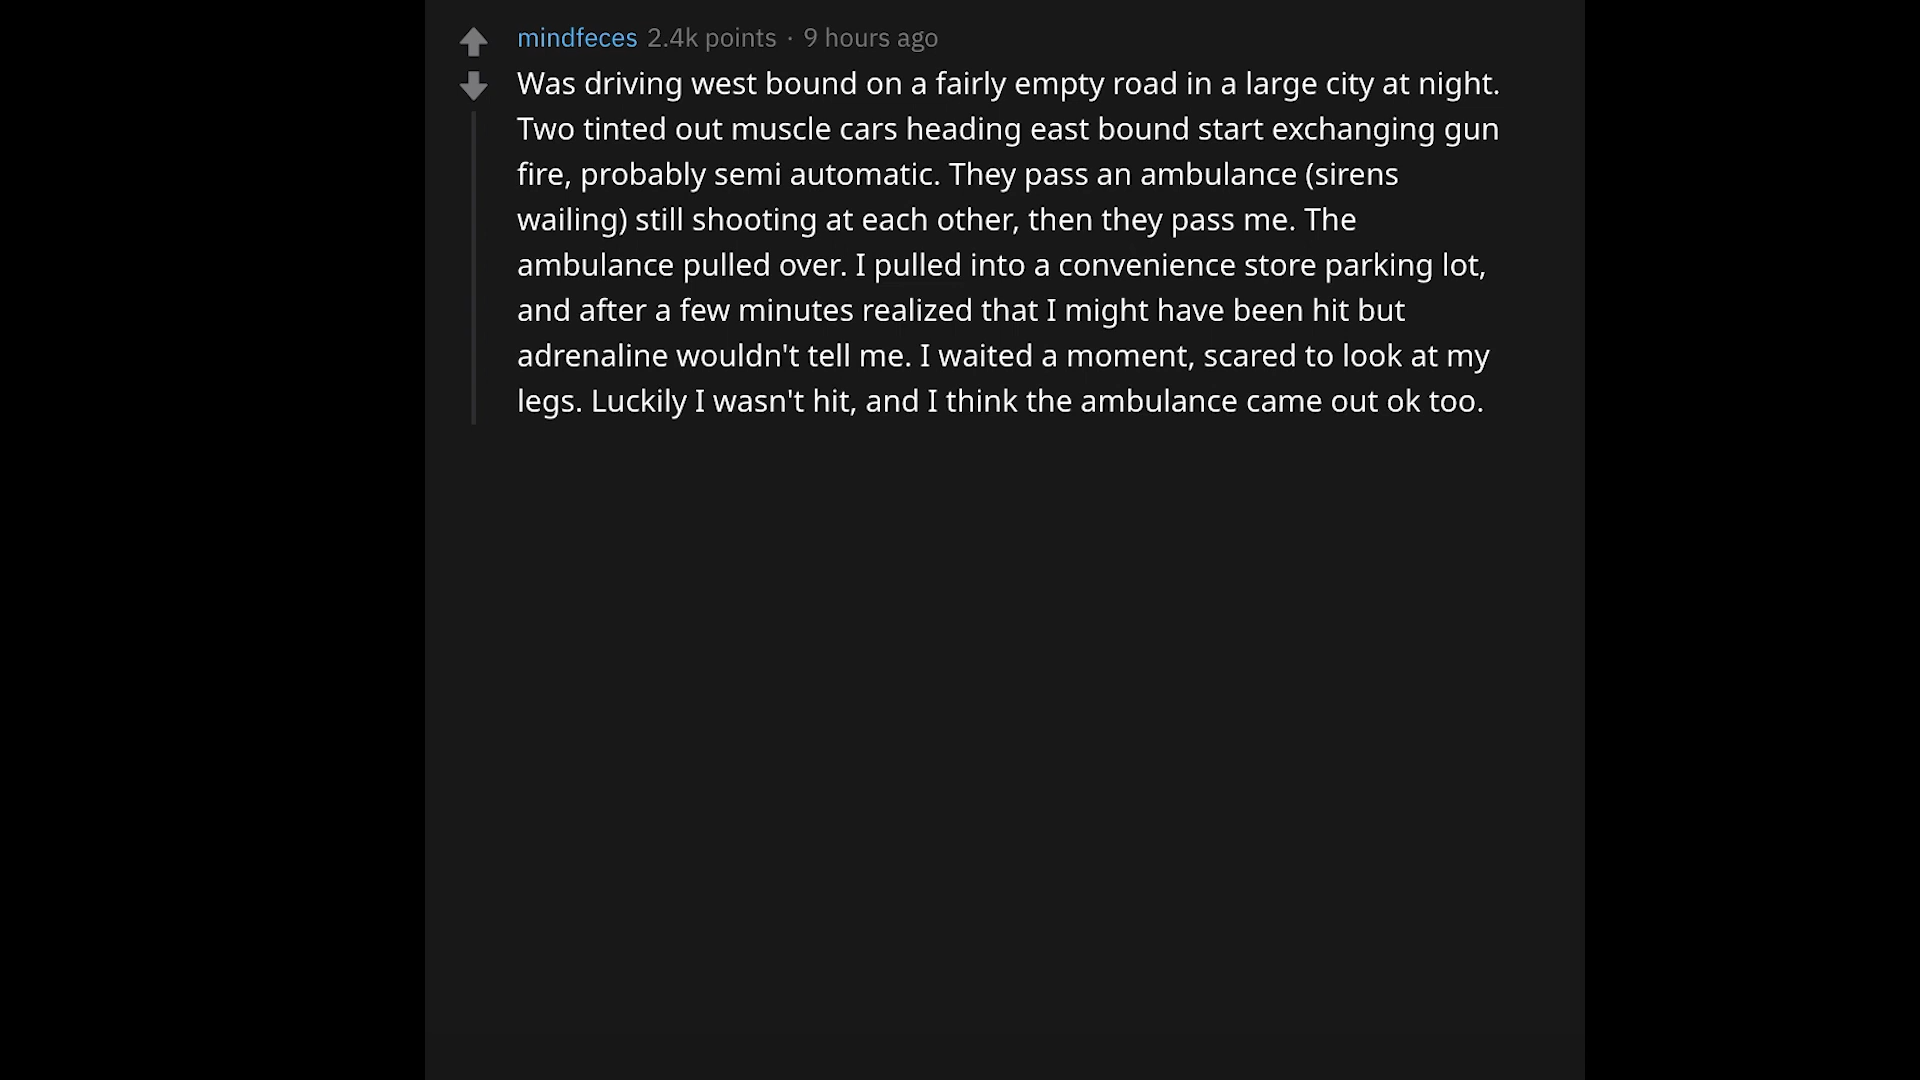 mindfeces 2.4k points · 9 hours ago
Was driving west bound on a fairly empty road in a large city at night.
Two tinted out muscle cars heading east bound start exchanging gun
fire, probably semi automatic. They pass an ambulance (sirens
wailing) still shooting at each other, then they pass me. The
ambulance pulled over. I pulled into a convenience store parking lot,
and after a few minutes realized that I might have been hit but
adrenaline wouldn't tell me. I waited a moment, scared to look at my
legs. Luckily I wasn't hit, and I think the ambulance came out ok too.